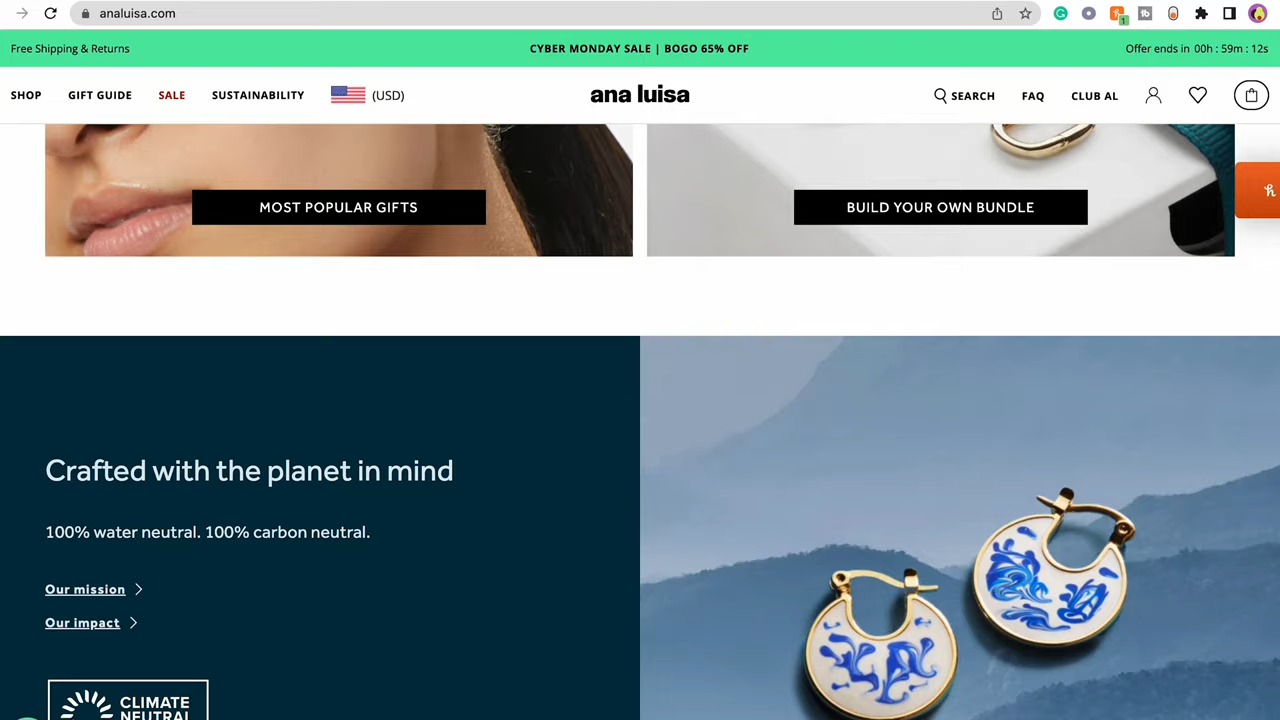 analuisa.com
1
Free Shipping & Returns
CYBER MONDAY SALE | BOGO 65% OFF
Offer ends in 00h : 59m : 12s
SHOP
GIFT GUIDE
SALE
SUSTAINABILITY
(USD)
ana luisa
SEARCH
FAQ
CLUB AL
MOST POPULAR GIFTS
BUILD YOUR OWN BUNDLE
Crafted with the planet in mind
100% water neutral. 100% carbon neutral.
Our mission
Our impact
CLIMATE
NEUTRAL